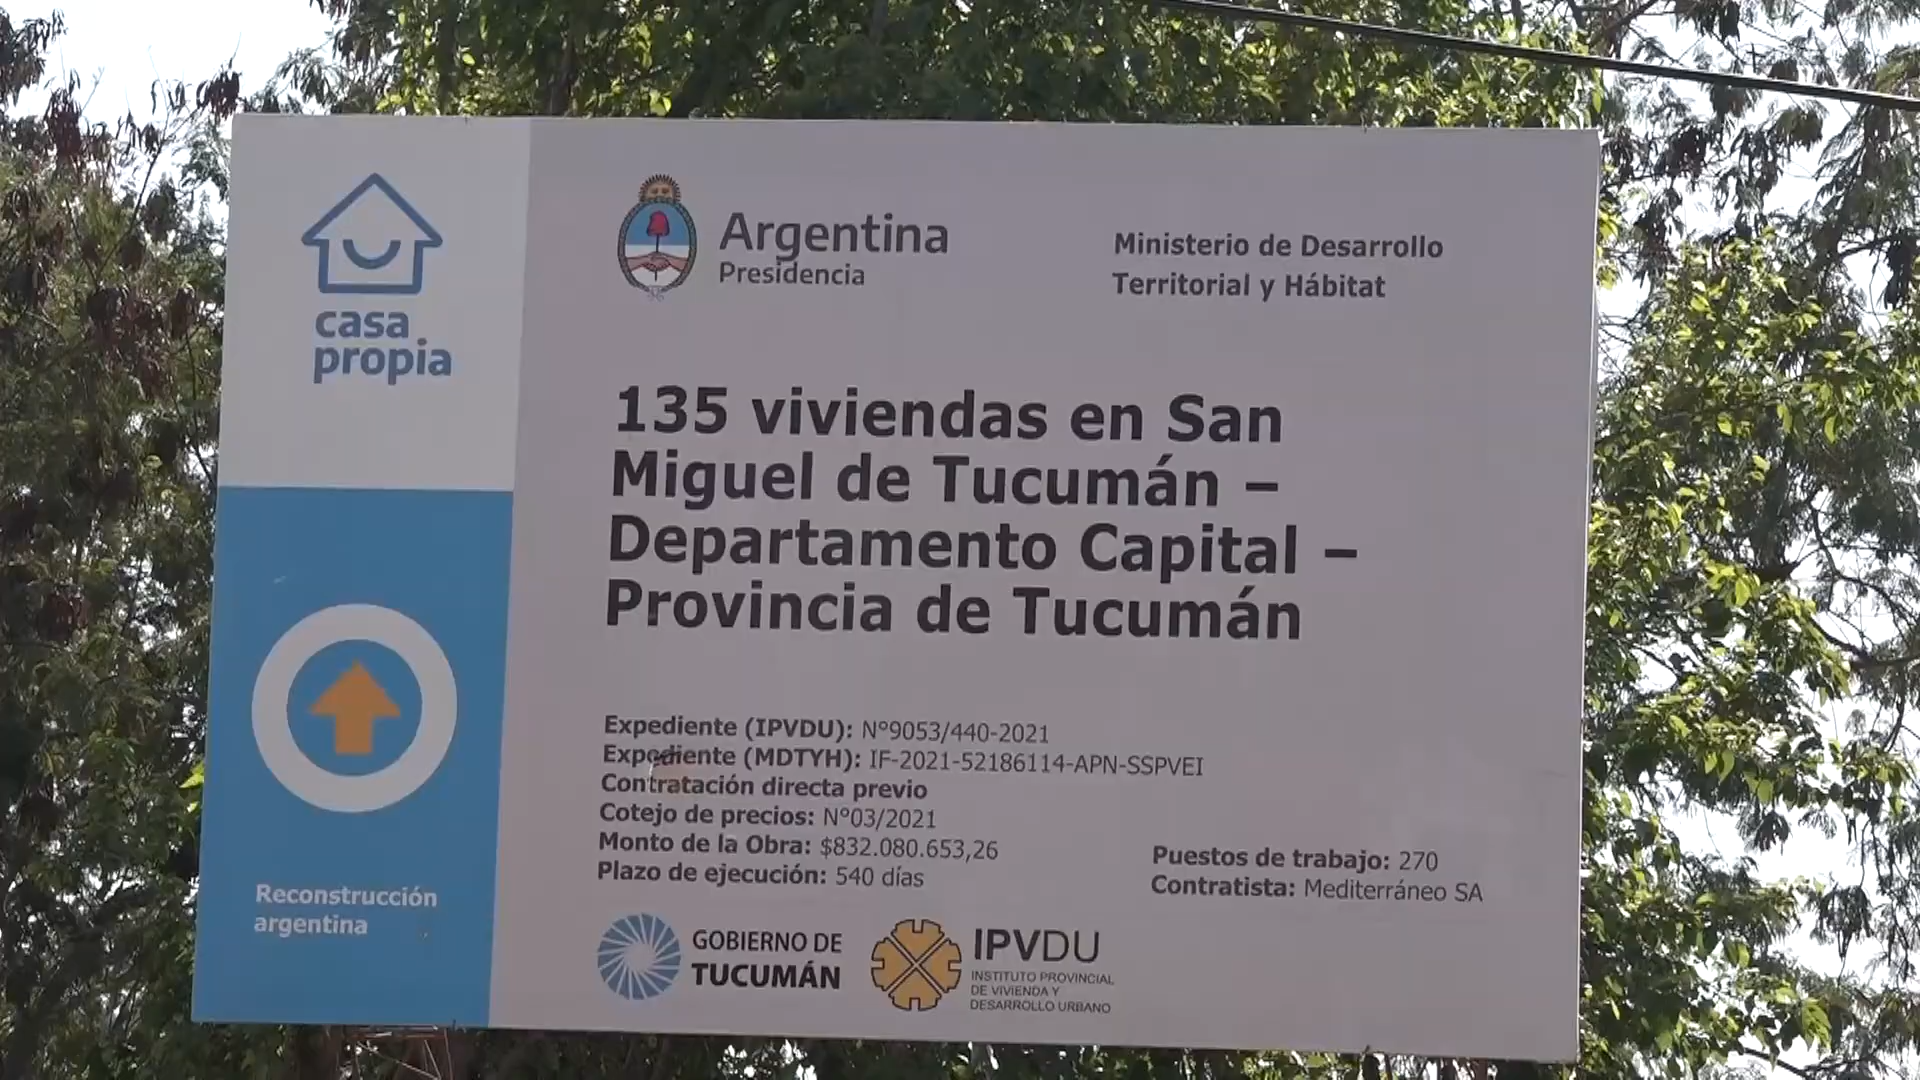 casa
propia
Reconstrucción
argentina
Argentina
Presidencia
Ministerio de Desarrollo
Territorial y Hábitat
135 viviendas en San
Miguel de Tucumán –
Departamento Capital –
Provincia de Tucumán
Expediente (IPVDU): Nº9053/440-2021
Expediente (MDTYH): IF-2021-52186114-APN-SSPVEI
Contratación directa previo
Cotejo de precios: Nº03/2021
Monto de la Obra: $832.080.653,26
Plazo de ejecución: 540 días
Puestos de trabajo: 270
Contratista: Mediterráneo SA
GOBIERNO DE
TUCUMÁN
IPVDU
INSTITUTO PROVINCIAL
DE VIVIENDA Y
DESARROLLO URBANO